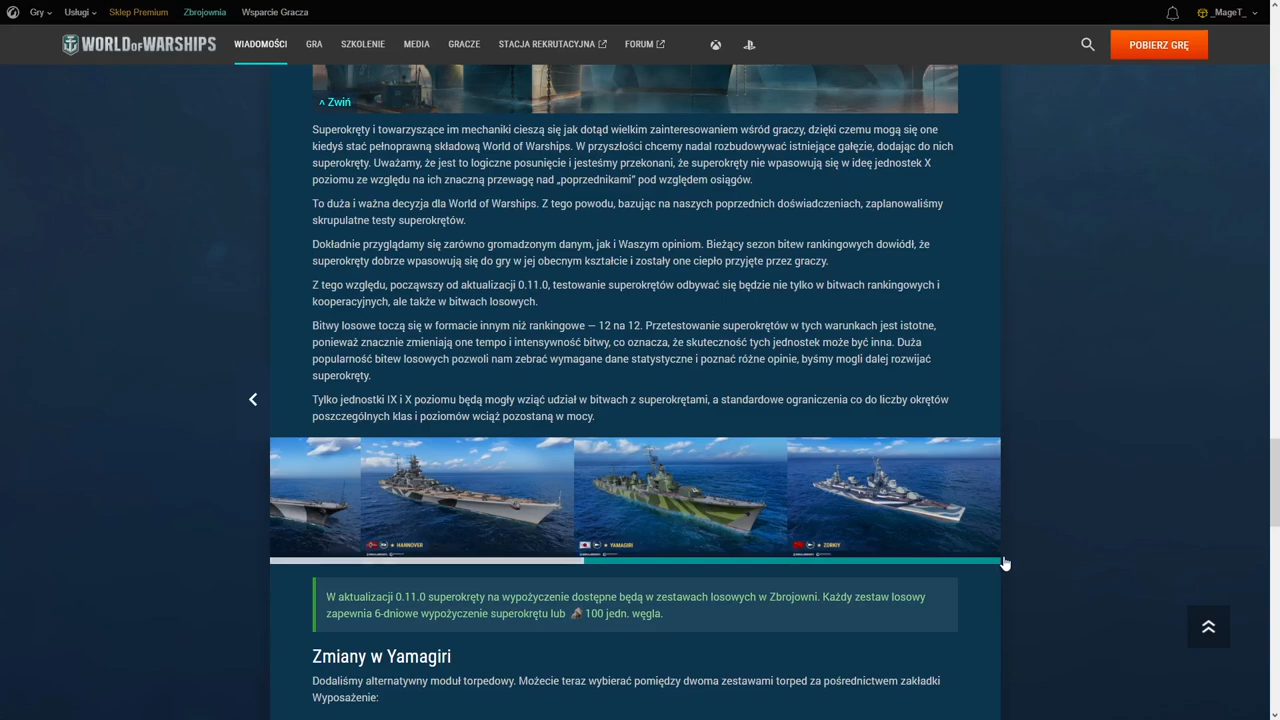 Gry Usługi Sklep Premium Zbrojownia Wsparcie Gracza _MageT_
WORLD OF WARSHIPS WIADOMOŚCI GRA SZKOLENIE MEDIA GRACZE STACJA REKRUTACYJNA FORUM POBIERZ GRĘ
^ Zwiń
Superokręty i towarzyszące im mechaniki cieszą się jak dotąd wielkim zainteresowaniem wśród graczy, dzięki czemu mogą się one
kiedyś stać pełnoprawną składową World of Warships. W przyszłości chcemy nadal rozbudowywać istniejące gałęzie, dodając do nich
superokręty. Uważamy, że jest to logiczne posunięcie i jesteśmy przekonani, że superokręty nie wpasowują się w ideę jednostek X
poziomu ze względu na ich znaczną przewagę nad „poprzednikami” pod względem osiągów.
To duża i ważna decyzja dla World of Warships. Z tego powodu, bazując na naszych poprzednich doświadczeniach, zaplanowaliśmy
skrupulatne testy superokrętów.
Dokładnie przyglądamy się zarówno gromadzonym danym, jak i Waszym opiniom. Bieżący sezon bitew rankingowych dowiódł, że
superokręty dobrze wpasowują się do gry w jej obecnym kształcie i zostały one ciepło przyjęte przez graczy.
Z tego względu, począwszy od aktualizacji 0.11.0, testowanie superokrętów odbywać się będzie nie tylko w bitwach rankingowych i
kooperacyjnych, ale także w bitwach losowych.
Bitwy losowe toczą się w formacie innym niż rankingowe — 12 na 12. Przetestowanie superokrętów w tych warunkach jest istotne,
ponieważ znacznie zmieniają one tempo i intensywność bitwy, co oznacza, że skuteczność tych jednostek może być inna. Duża
popularność bitew losowych pozwoli nam zebrać wymagane dane statystyczne i poznać różne opinie, byśmy mogli dalej rozwijać
superokręty.
Tylko jednostki IX i X poziomu będą mogły wziąć udział w bitwach z superokrętami, a standardowe ograniczenia co do liczby okrętów
poszczególnych klas i poziomów wciąż pozostaną w mocy.
★ HANNOVER ★ YAMAGIRI ★ ZORKIY
W aktualizacji 0.11.0 superokręty na wypożyczenie dostępne będą w zestawach losowych w Zbrojowni. Każdy zestaw losowy
zapewnia 6-dniowe wypożyczenie superokrętu lub 100 jedn. węgla.
Zmiany w Yamagiri
Dodaliśmy alternatywny moduł torpedowy. Możecie teraz wybierać pomiędzy dwoma zestawami torped za pośrednictwem zakładki
Wyposażenie: